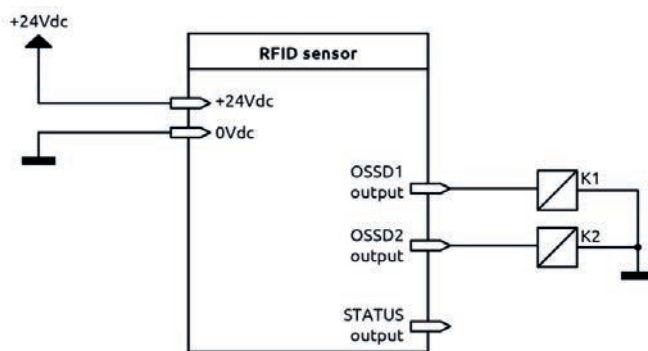 +24Vdc
RFID sensor
+24Vdc
0Vdc
OSSD1
output
K1
OSSD2
output
K2
STATUS
output